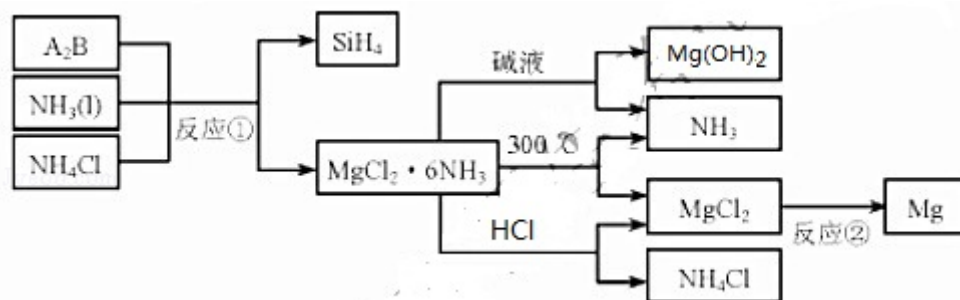 A₂B
NH₃(l)
NH₄Cl
反应①
SiH₄
MgCl₂・6NH₃
碱液
300℃
HCl
Mg(OH)₂
NH₃
MgCl₂
NH₄Cl
反应②
Mg